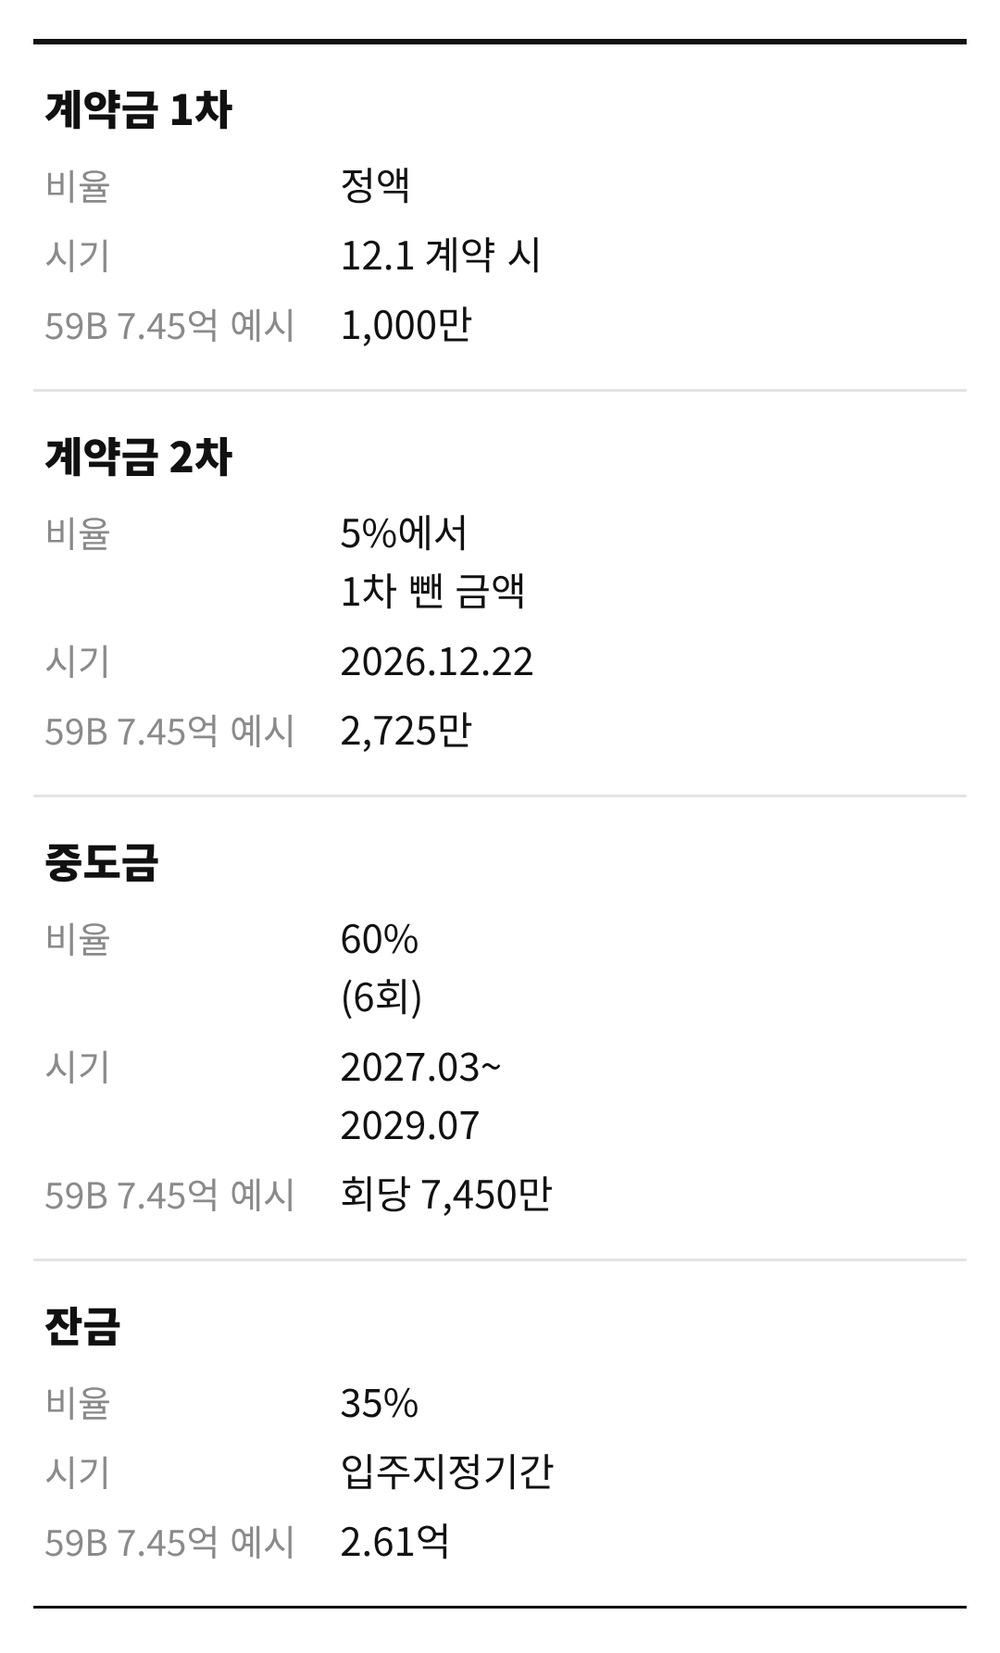 계약금 1차
비율 정액
시기 12.1 계약 시
59B 7.45억 예시 1,000만
계약금 2차
비율 5%에서
1차 뺀 금액
시기 2026.12.22
59B 7.45억 예시 2,725만
중도금
비율 60%
(6회)
시기 2027.03~
2029.07
59B 7.45억 예시 회당 7,450만
잔금
비율 35%
시기 입주지정기간
59B 7.45억 예시 2.61억